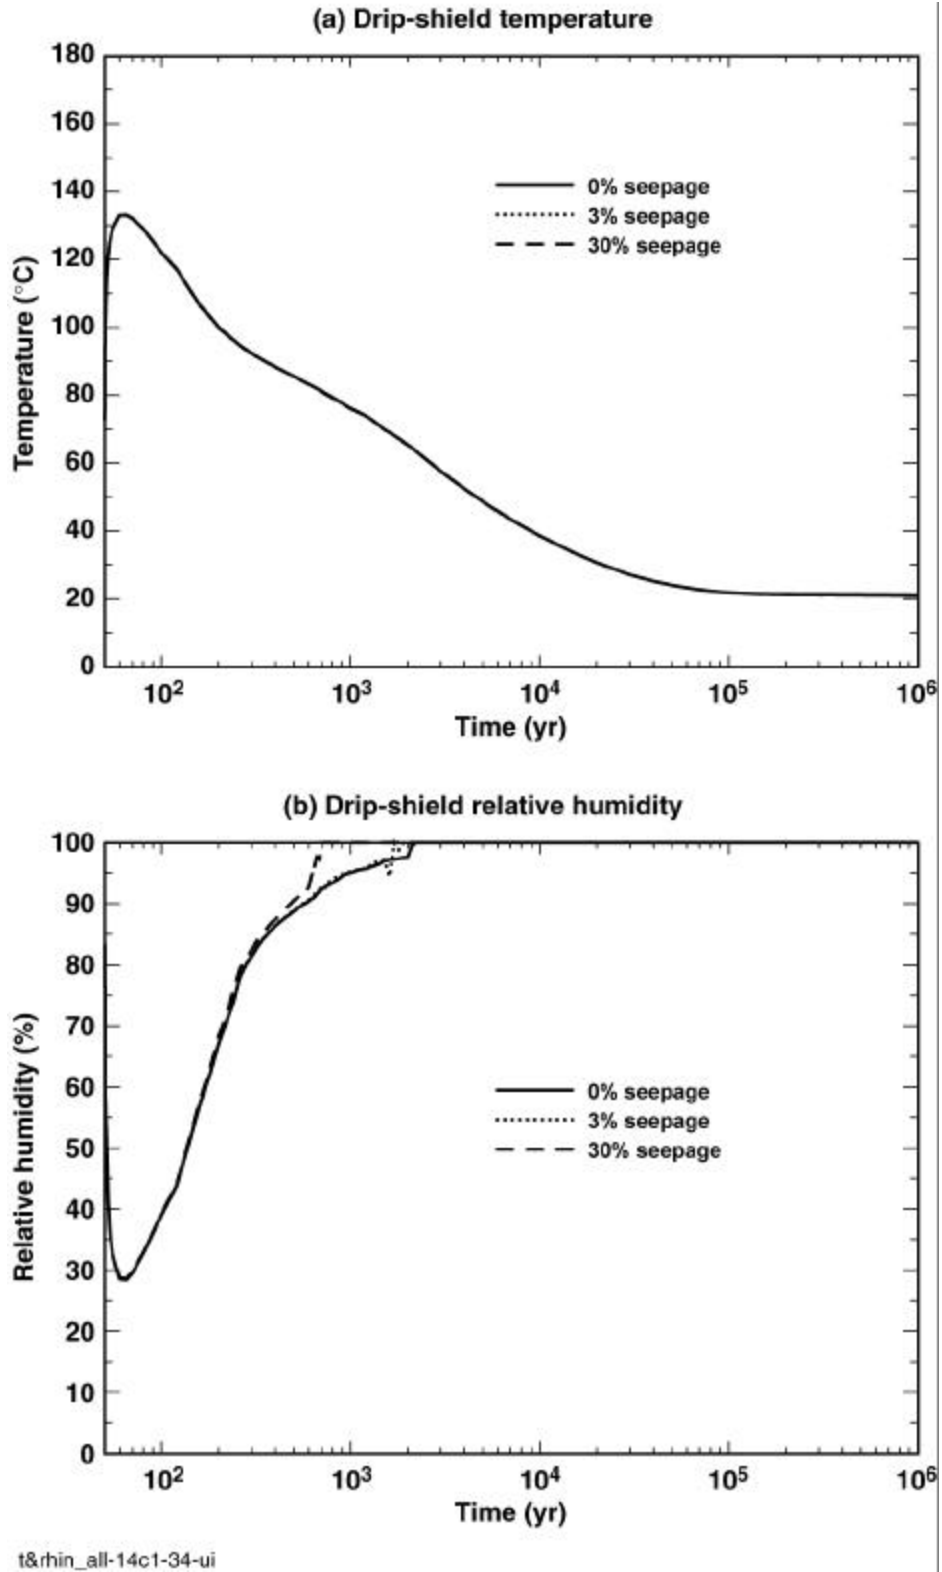 (a) Drip-shield temperature
180
160
140
120
100
80
60
40
20
0
Temperature (°C)
0% seepage
3% seepage
30% seepage
10² 10³ 10⁴ 10⁵ 10⁶
Time (yr)
(b) Drip-shield relative humidity
100
90
80
70
60
50
40
30
20
10
0
Relative humidity (%)
0% seepage
3% seepage
30% seepage
10² 10³ 10⁴ 10⁵ 10⁶
Time (yr)
t&rhin_all-14c1-34-ui